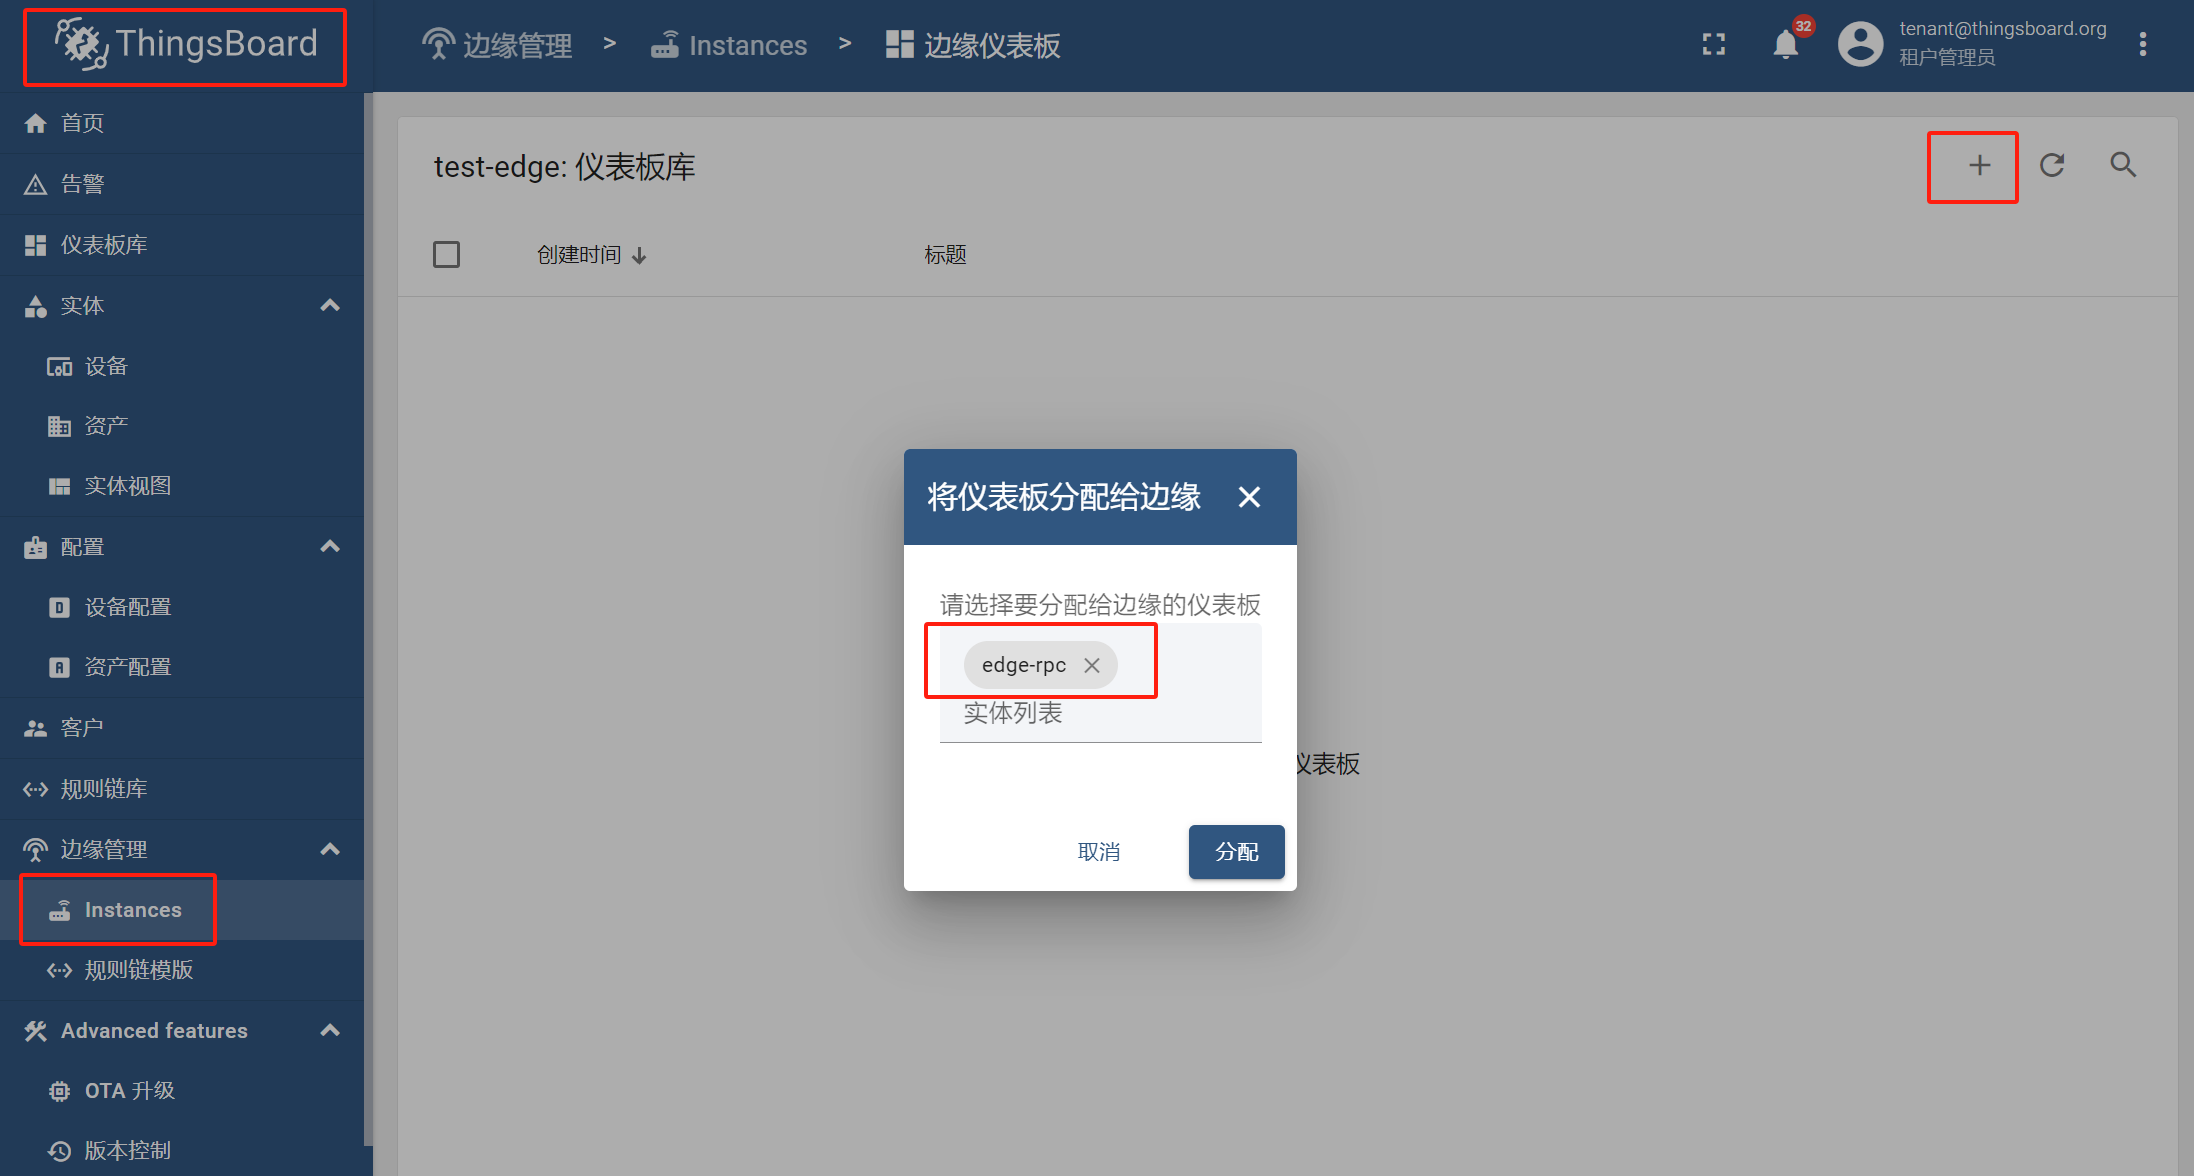 ThingsBoard
边缘管理 > Instances > 边缘仪表板
32
tenant@thingsboard.org
租户管理员
首页
告警
仪表板库
实体
设备
资产
实体视图
配置
设备配置
资产配置
客户
规则链库
边缘管理
Instances
规则链模版
Advanced features
OTA 升级
版本控制
test-edge: 仪表板库
创建时间
标题
将仪表板分配给边缘
请选择要分配给边缘的仪表板
edge-rpc
实体列表
仪表板
取消
分配